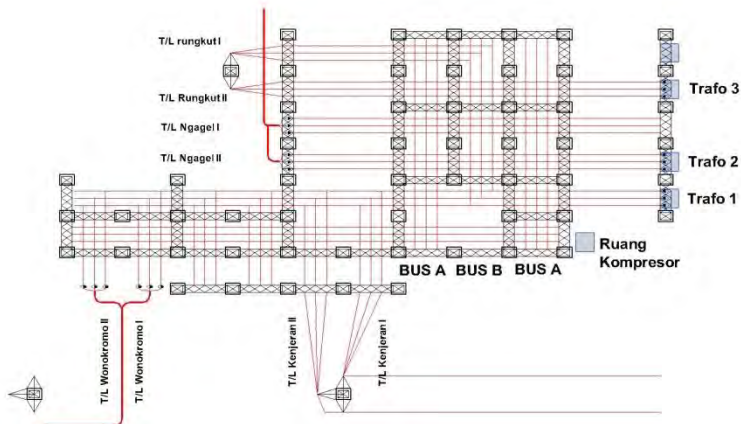 T/L rungkut I
T/L Rungkut II
T/L Ngagel I
T/L Ngagel II
Trafo 3
Trafo 2
Trafo 1
Ruang
Kompresor
BUS A
BUS B
BUS A
T/L Wonokromo II
T/L Wonokromo I
T/L Kenjeran II
T/L Kenjeran I